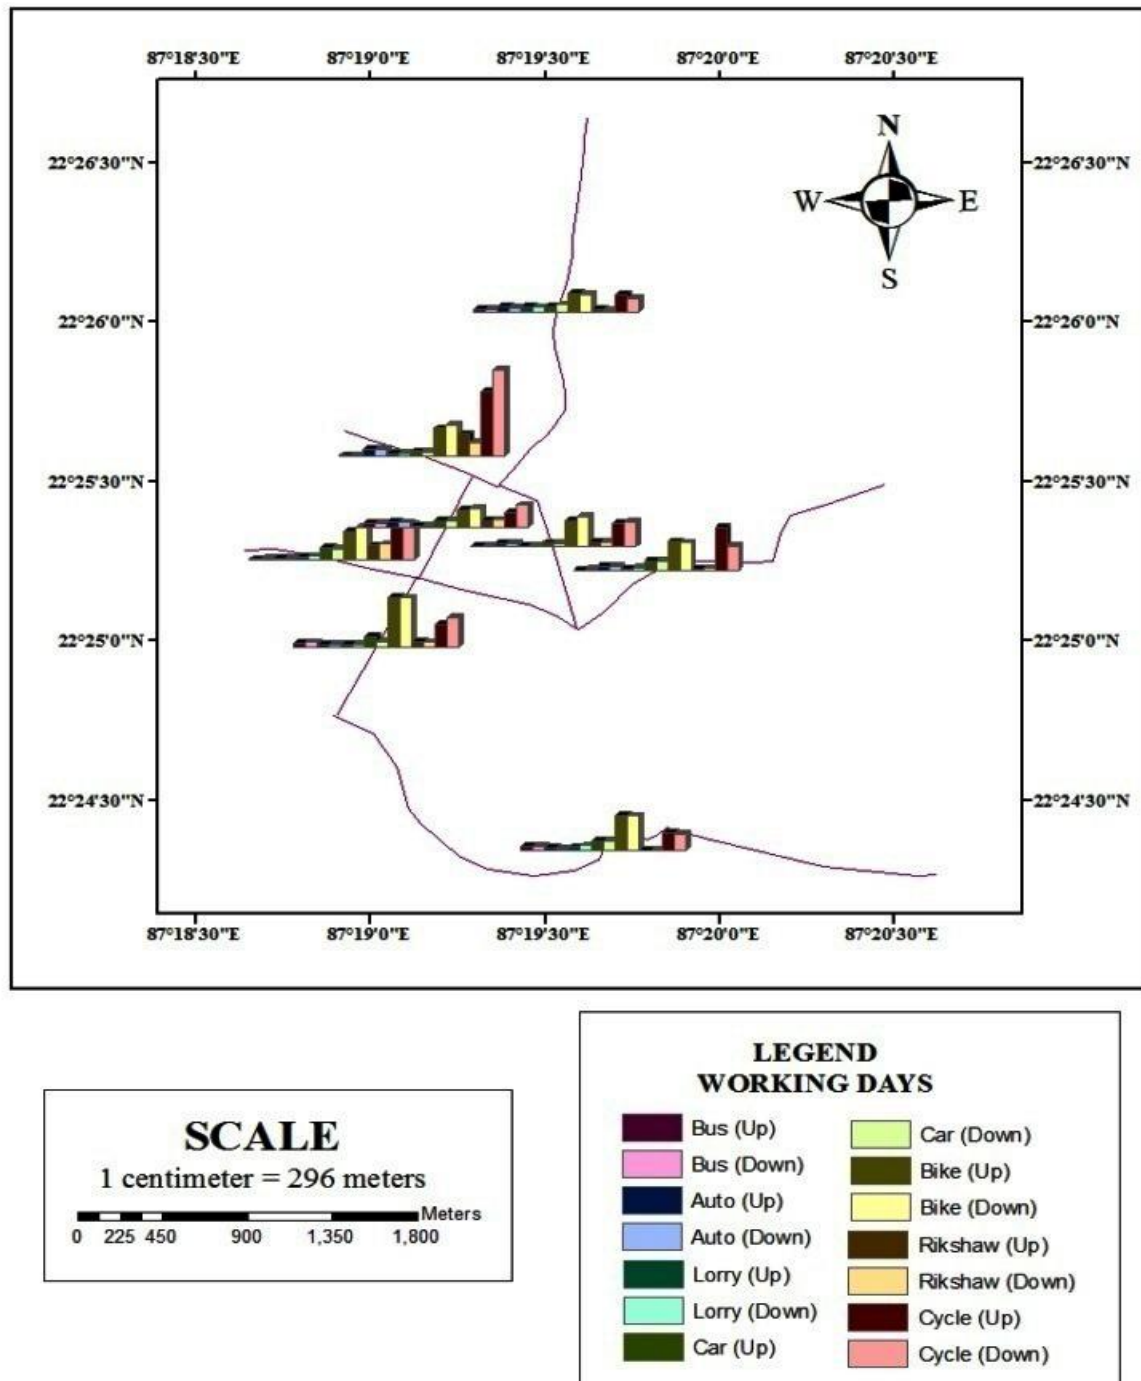 87°18'30"E 87°19'0"E 87°19'30"E 87°20'0"E 87°20'30"E
N
W E
S
22°26'30"N 22°26'30"N
22°26'0"N 22°26'0"N
22°25'30"N 22°25'30"N
22°25'0"N 22°25'0"N
22°24'30"N 22°24'30"N
87°18'30"E 87°19'0"E 87°19'30"E 87°20'0"E 87°20'30"E
SCALE
1 centimeter = 296 meters
Meters
0 225 450 900 1,350 1,800
LEGEND
WORKING DAYS
Bus (Up)
Bus (Down)
Auto (Up)
Auto (Down)
Lorry (Up)
Lorry (Down)
Car (Up)
Car (Down)
Bike (Up)
Bike (Down)
Rikshaw (Up)
Rikshaw (Down)
Cycle (Up)
Cycle (Down)